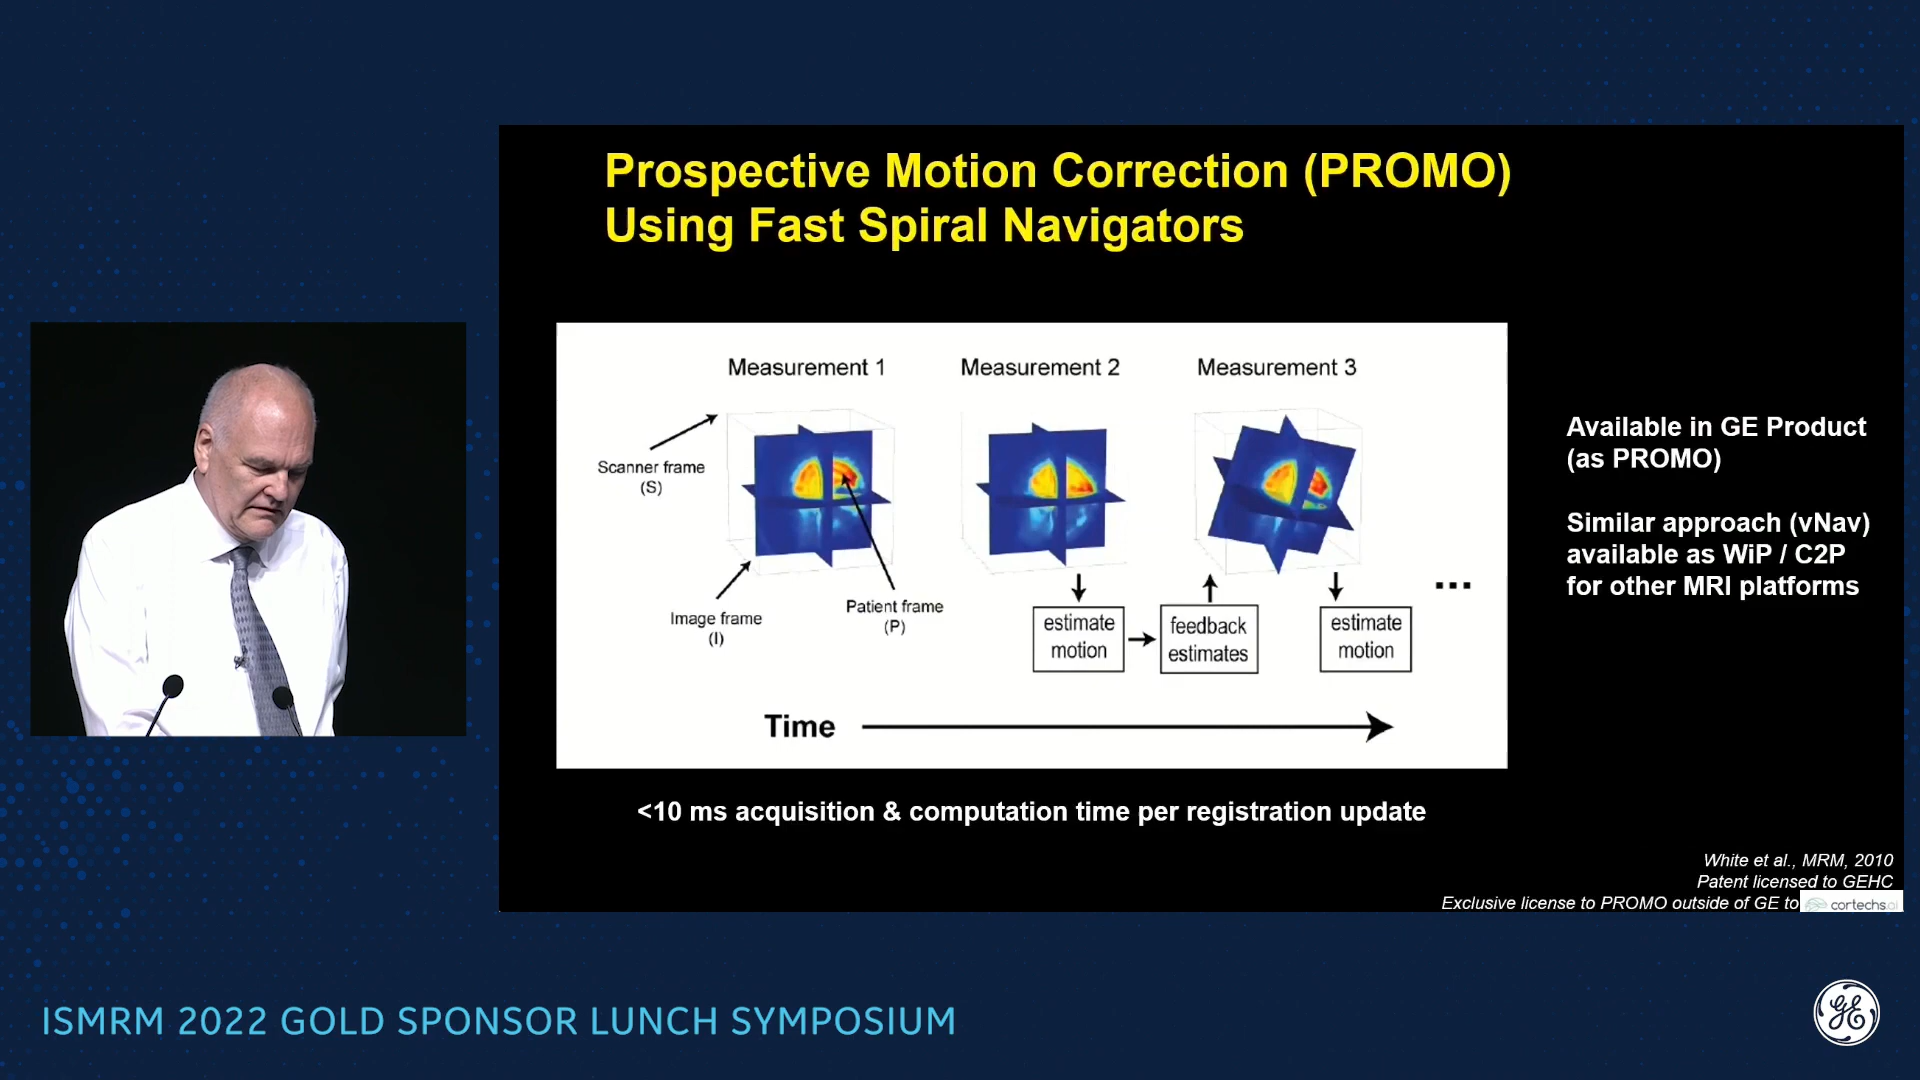 Prospective Motion Correction (PROMO)
Using Fast Spiral Navigators
Measurement 1
Measurement 2
Measurement 3
Scanner frame
(S)
Image frame
(I)
Patient frame
(P)
estimate
motion
feedback
estimates
estimate
motion
...
Time
Available in GE Product
(as PROMO)
Similar approach (vNav)
available as WiP / C2P
for other MRI platforms
<10 ms acquisition & computation time per registration update
White et al., MRM, 2010
Patent licensed to GEHC
Exclusive license to PROMO outside of GE to
cortechs.ai
ISMRM 2022 GOLD SPONSOR LUNCH SYMPOSIUM
GE